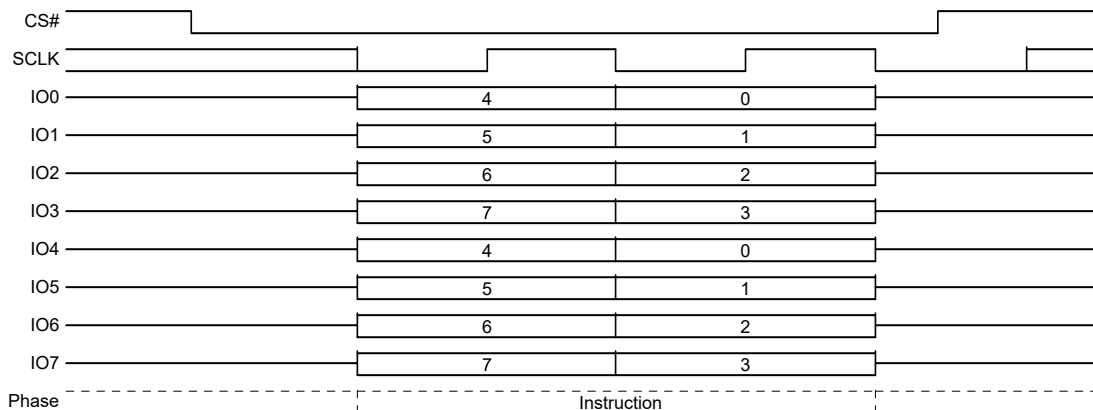 CS#
SCLK
IO0 4 0
IO1 5 1
IO2 6 2
IO3 7 3
IO4 4 0
IO5 5 1
IO6 6 2
IO7 7 3
Phase Instruction